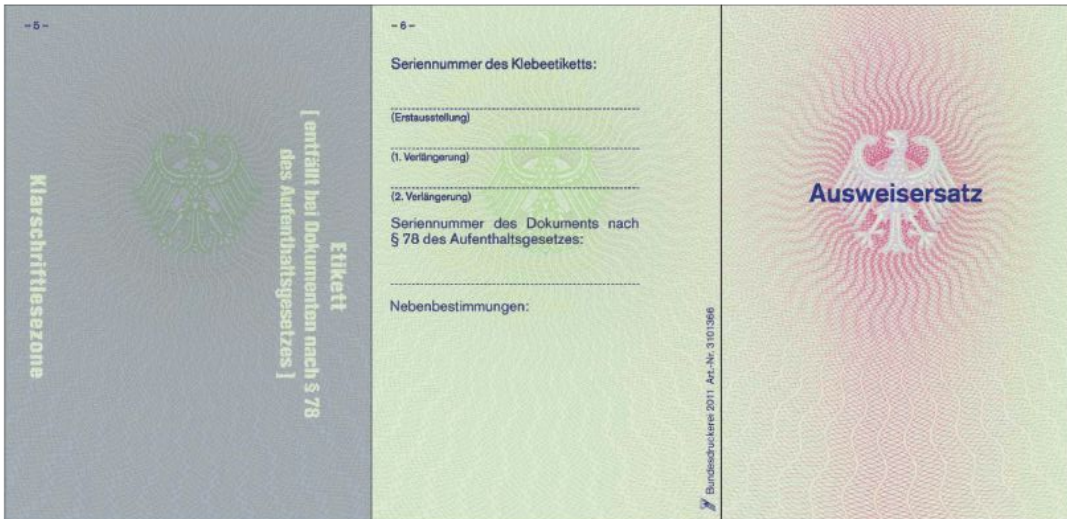 – 5 –
Etikett
[ entfällt bei Dokumenten nach § 78
des Aufenthaltsgesetzes ]
Klarschriftlesezone
– 6 –
Seriennummer des Klebeetiketts:
(Erstausstellung)
(1. Verlängerung)
(2. Verlängerung)
Seriennummer des Dokuments nach
§ 78 des Aufenthaltsgesetzes:
Nebenbestimmungen:
Bundesdruckerei 2011 Art.-Nr. 3101366
Ausweisersatz